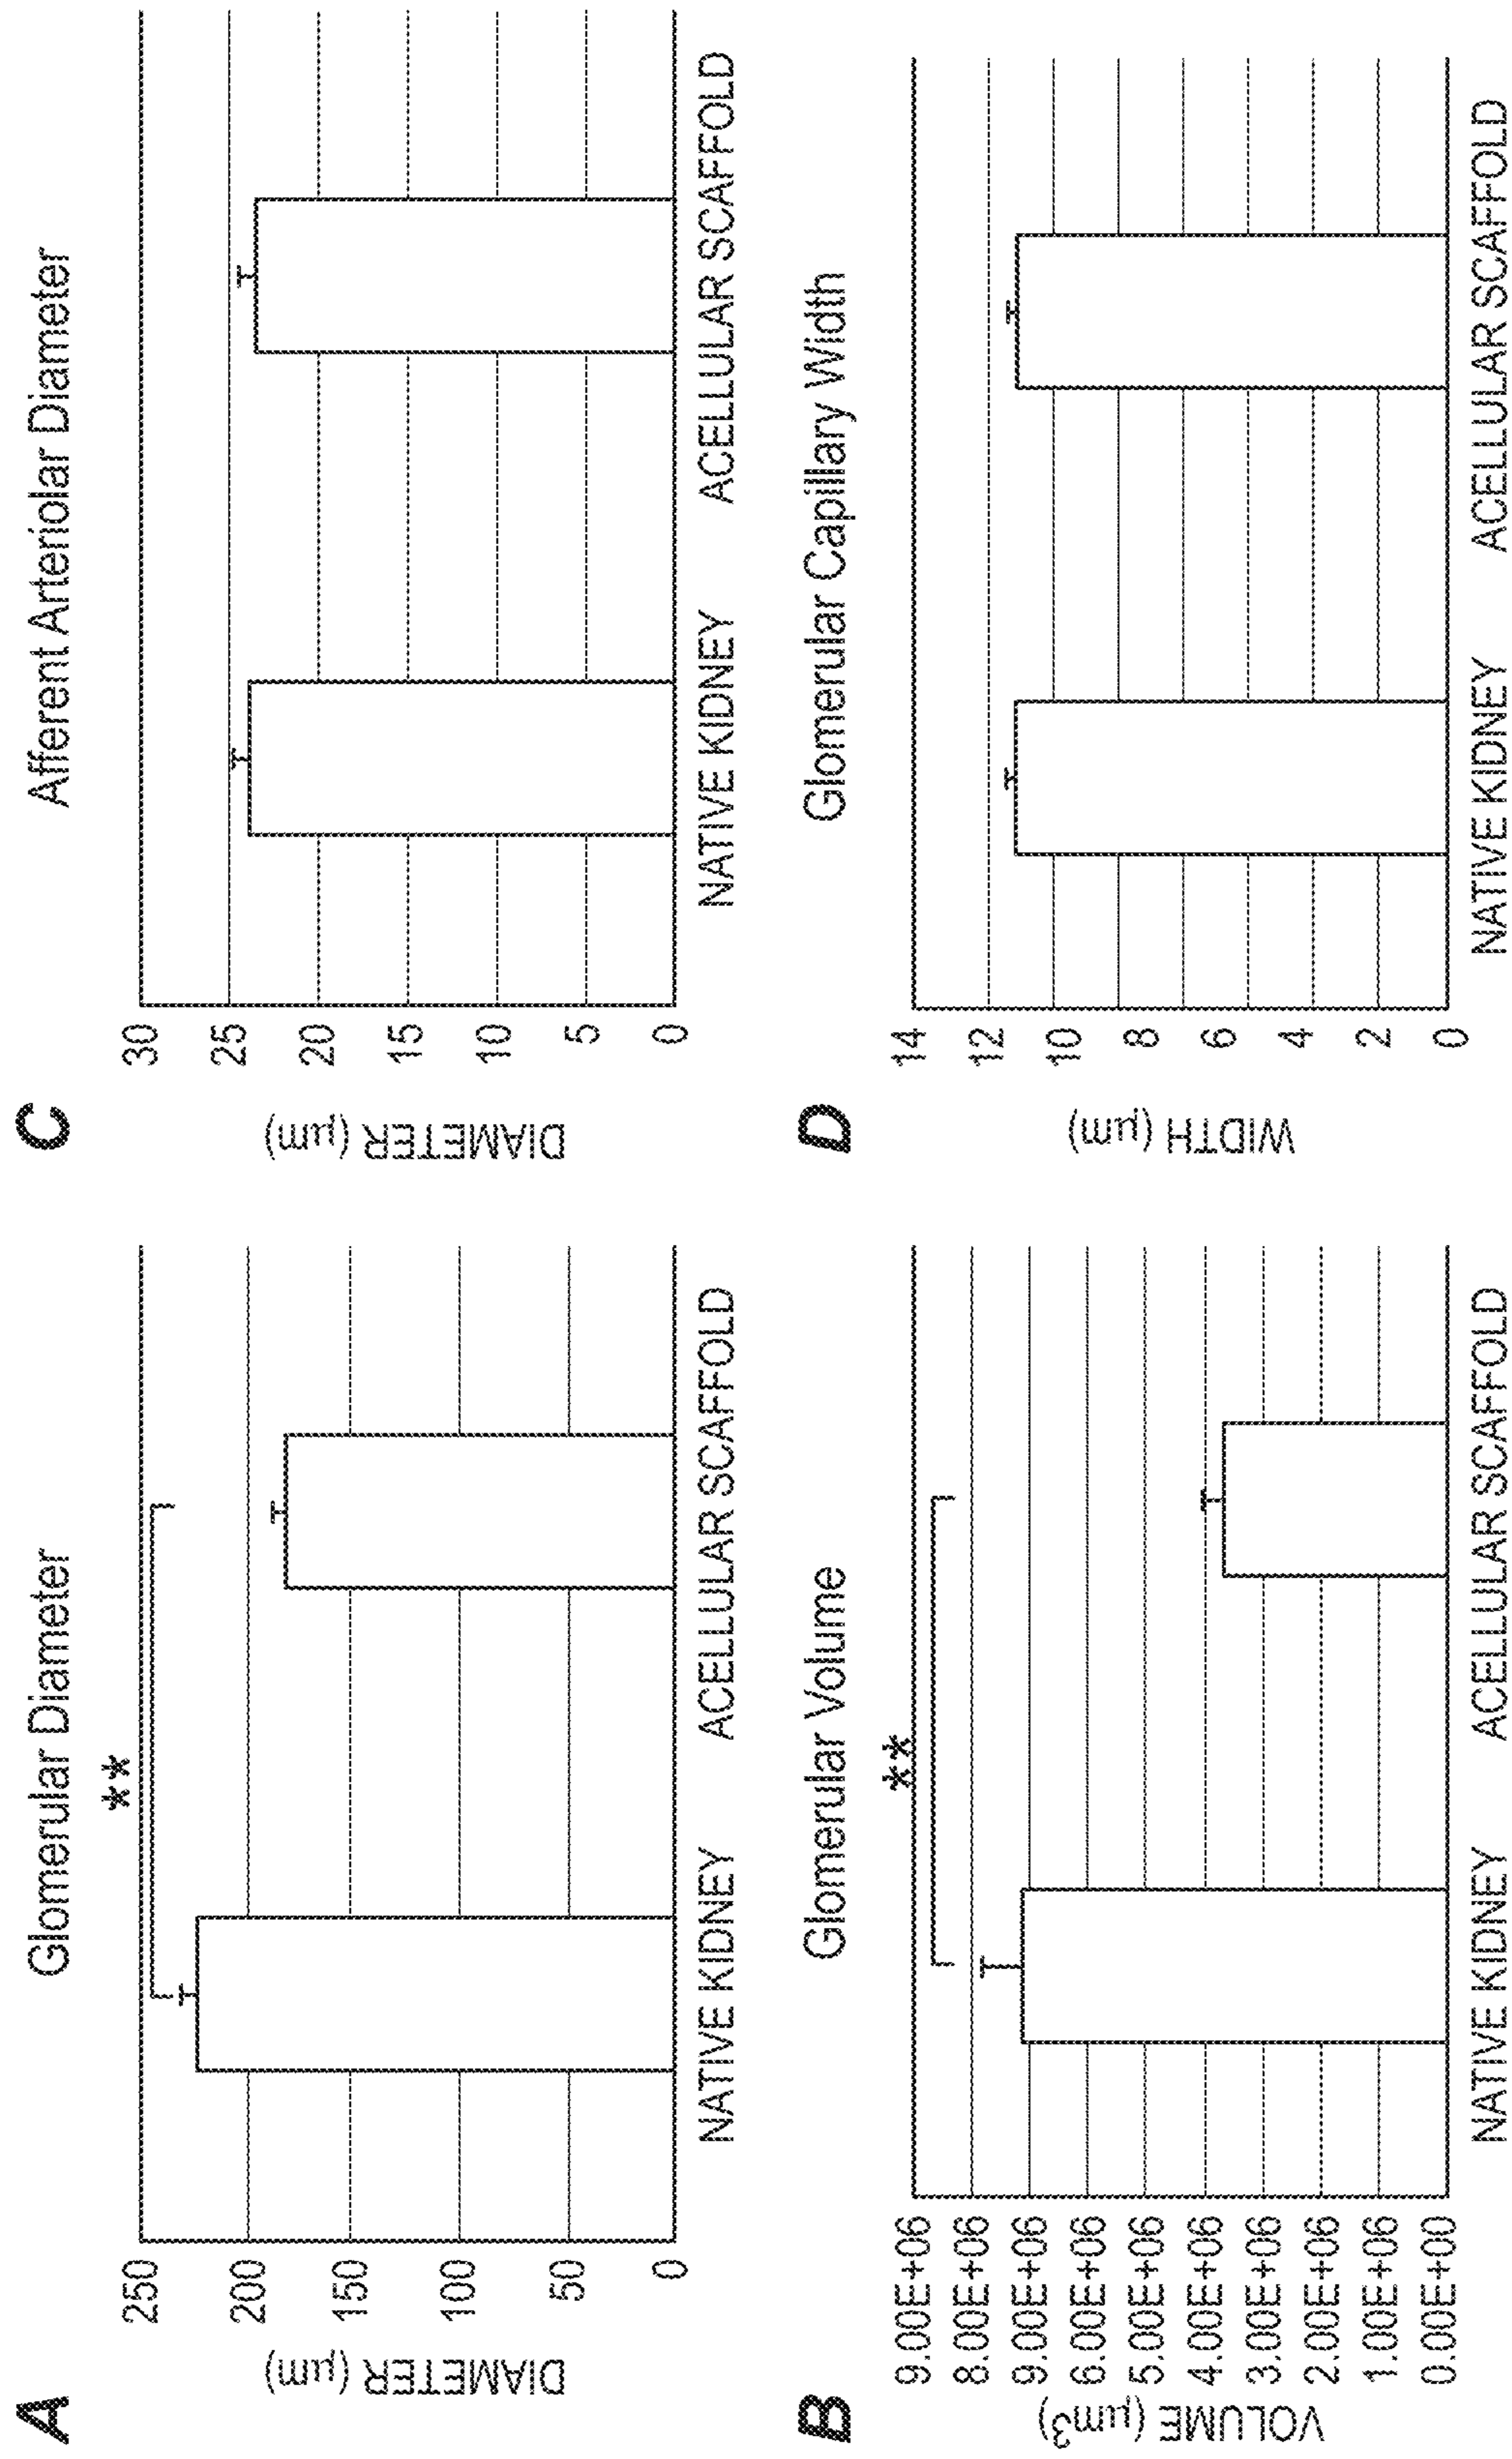 A
Glomerular Diameter
**
DIAMETER (µm)
250
200
150
100
50
0
NATIVE KIDNEY
ACELLULAR SCAFFOLD
B
Glomerular Volume
**
VOLUME (µm3)
9.00E+06
8.00E+06
9.00E+06
6.00E+06
5.00E+06
4.00E+06
3.00E+06
2.00E+06
1.00E+06
0.00E+00
NATIVE KIDNEY
ACELLULAR SCAFFOLD
C
Afferent Arteriolar Diameter
DIAMETER (µm)
30
25
20
15
10
5
0
NATIVE KIDNEY
ACELLULAR SCAFFOLD
D
Glomerular Capillary Width
WIDTH (µm)
14
12
10
8
6
4
2
0
NATIVE KIDNEY
ACELLULAR SCAFFOLD